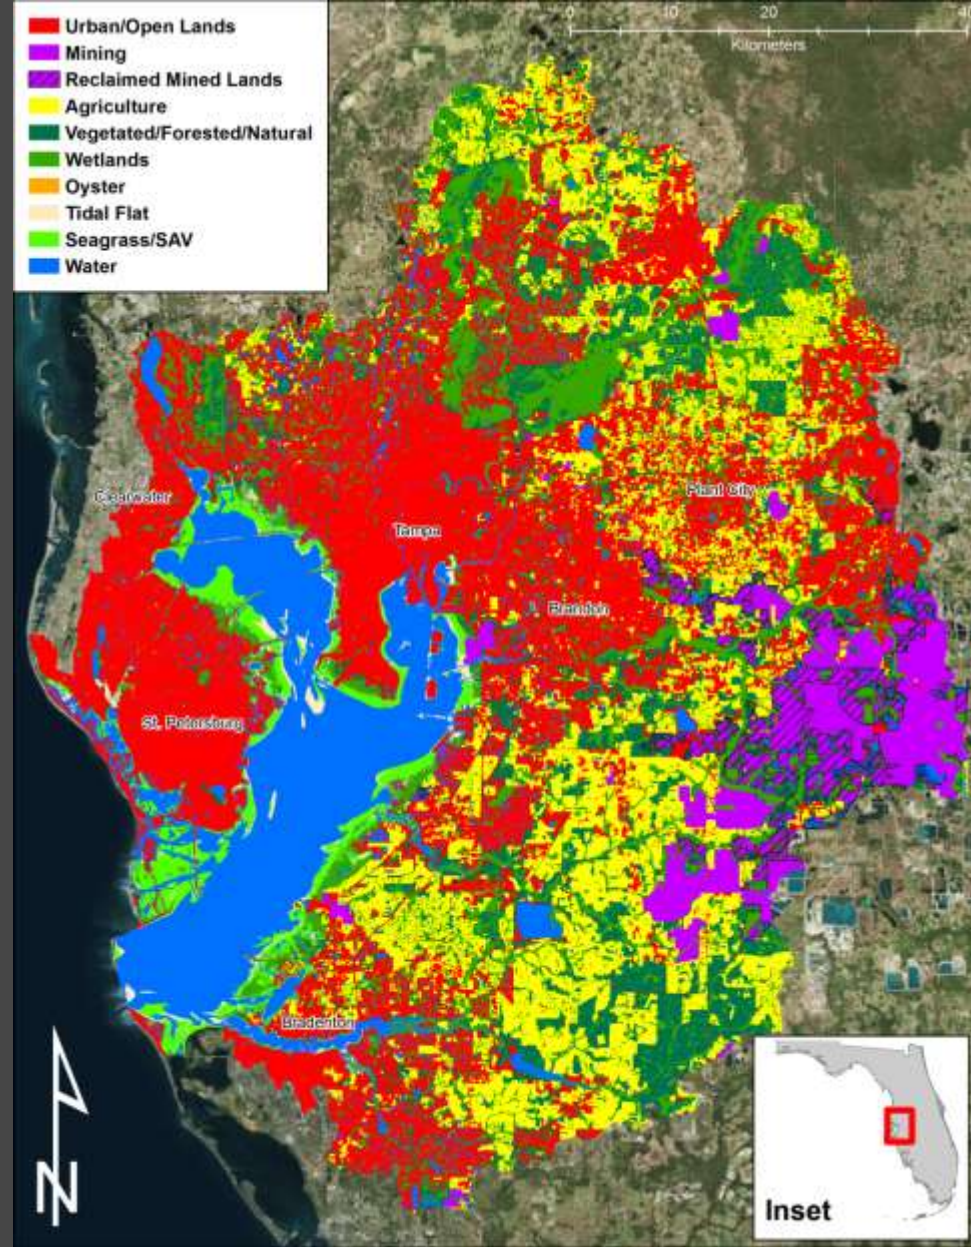 Urban/Open Lands
Mining
Reclaimed Mined Lands
Agriculture
Vegetated/Forested/Natural
Wetlands
Oyster
Tidal Flat
Seagrass/SAV
Water
0 20 40
Kilometers
Clearwater
Plant City
Tampa
Brandon
St. Petersburg
Bradenton
N
Inset